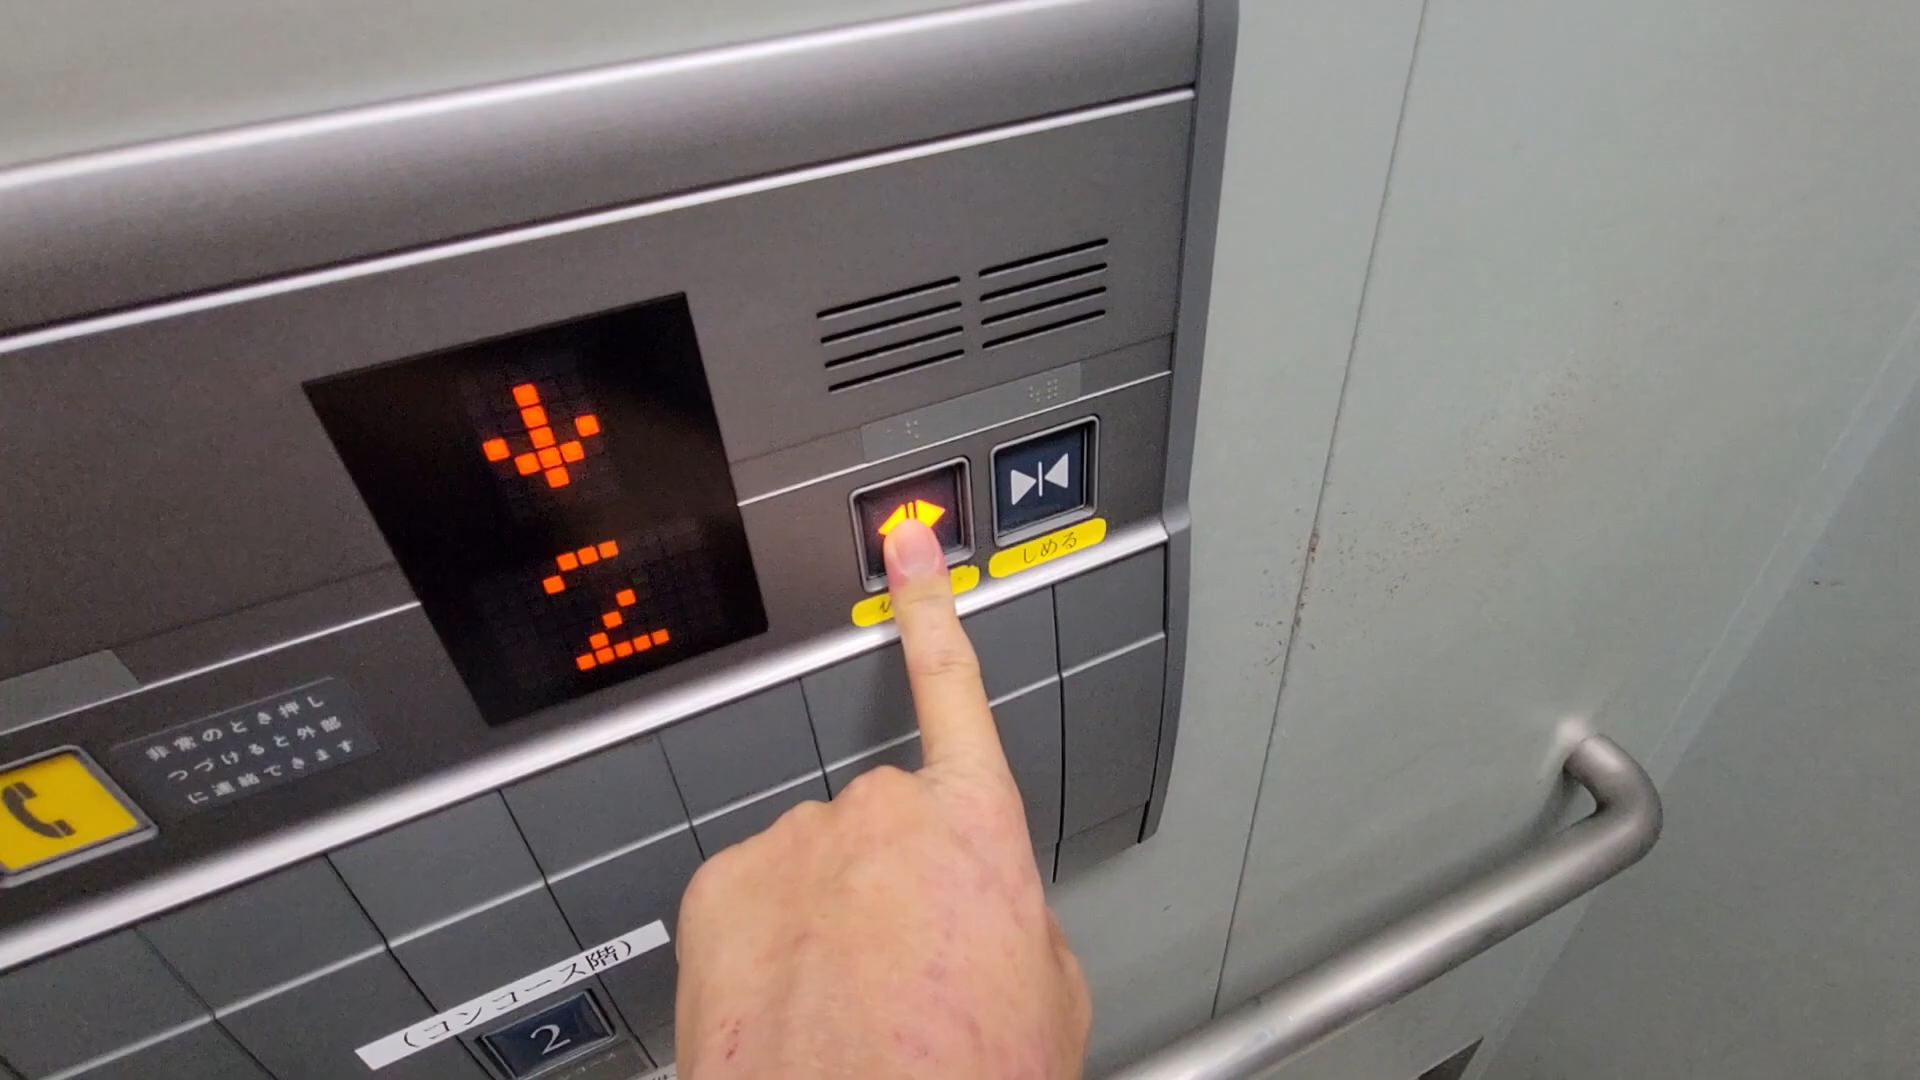 2
しめる
非常のとき押し
つづけると外部
に連絡できます
(コンコース階)
2